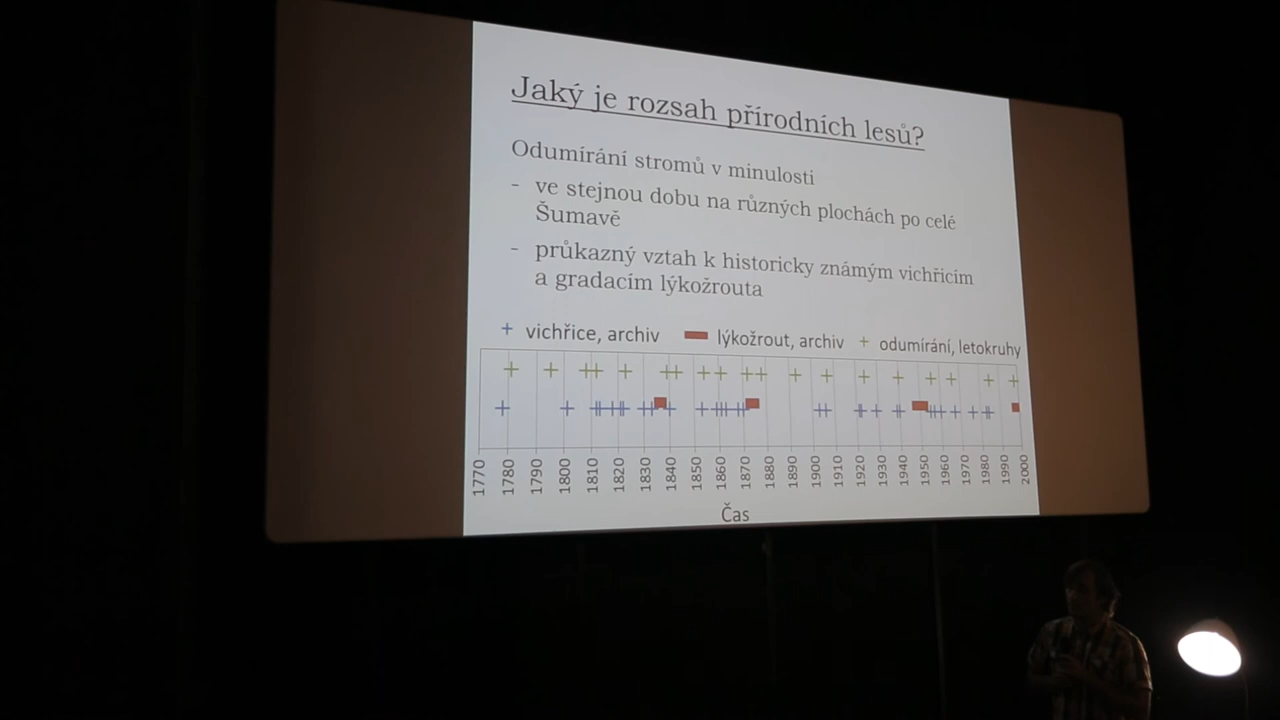 Jaký je rozsah přírodních lesů?
Odumírání stromů v minulosti
- ve stejnou dobu na různých plochách po celé
Šumavě
- průkazný vztah k historicky známým vichřicím
a gradacím lýkožrouta
+ vichřice, archiv lýkožrout, archiv + odumírání, letokruhy
1770 1780 1790 1800 1810 1820 1830 1840 1850 1860 1870 1880 1890 1900 1910 1920 1930 1940 1950 1960 1970 1980 1990 2000
Čas